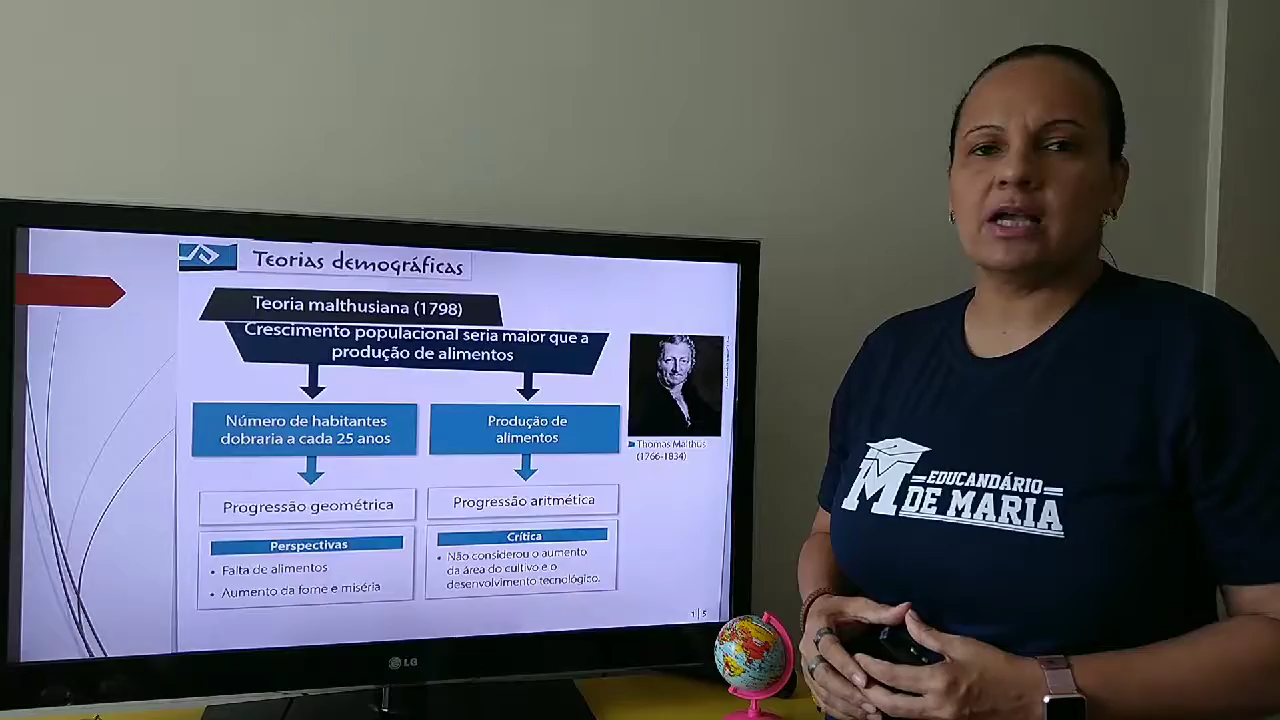 Teorias demográficas
Teoria malthusiana (1798)
Crescimento populacional seria maior que a
produção de alimentos
Número de habitantes
dobraria a cada 25 anos
Produção de
alimentos
Thomas Malthus
(1766-1834)
Progressão geométrica
Progressão aritmética
Perspectivas
• Falta de alimentos
• Aumento da fome e miséria
Crítica
• Não considerou o aumento
da área do cultivo e o
desenvolvimento tecnológico.
1 | 5
LG
EDUCANDÁRIO
DE MARIA